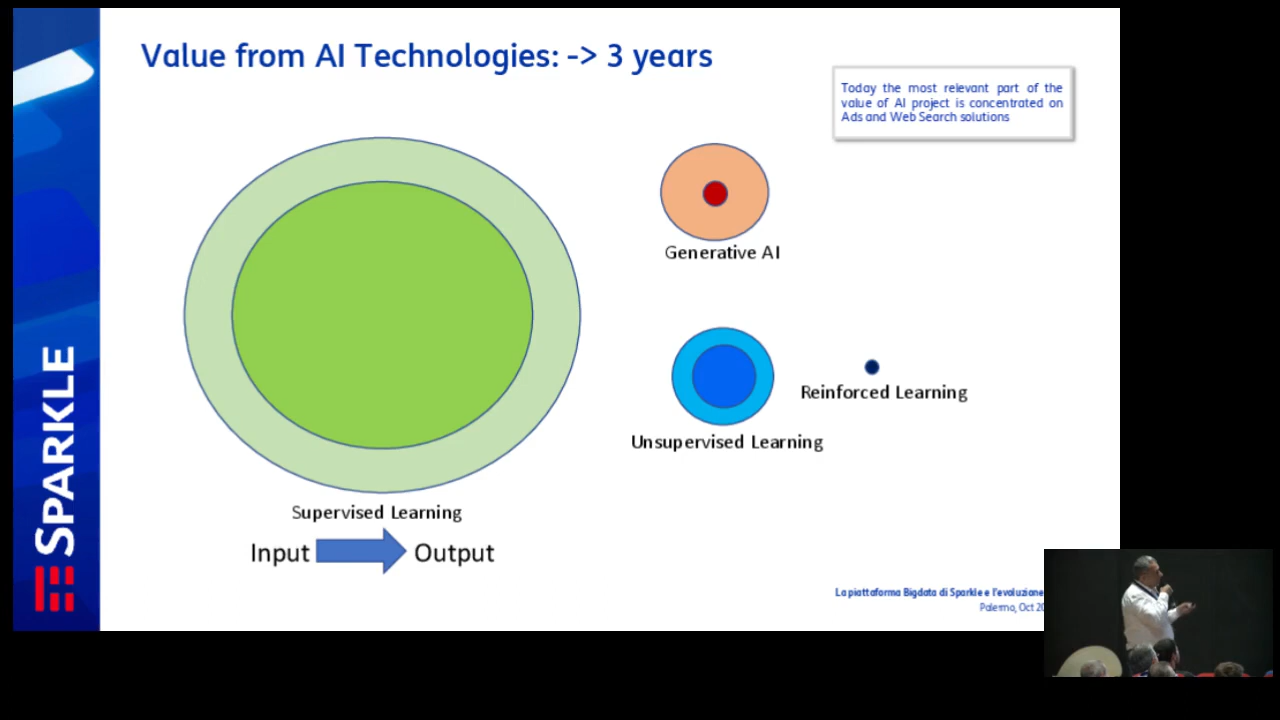 Value from AI Technologies: -> 3 years
Today the most relevant part of the
value of AI project is concentrated on
Ads and Web Search solutions
Generative AI
Reinforced Learning
Unsupervised Learning
Supervised Learning
Input Output
SPARKLE
La piattaforma Bigdata di Sparkle e l'evoluzione
Palermo, Oct